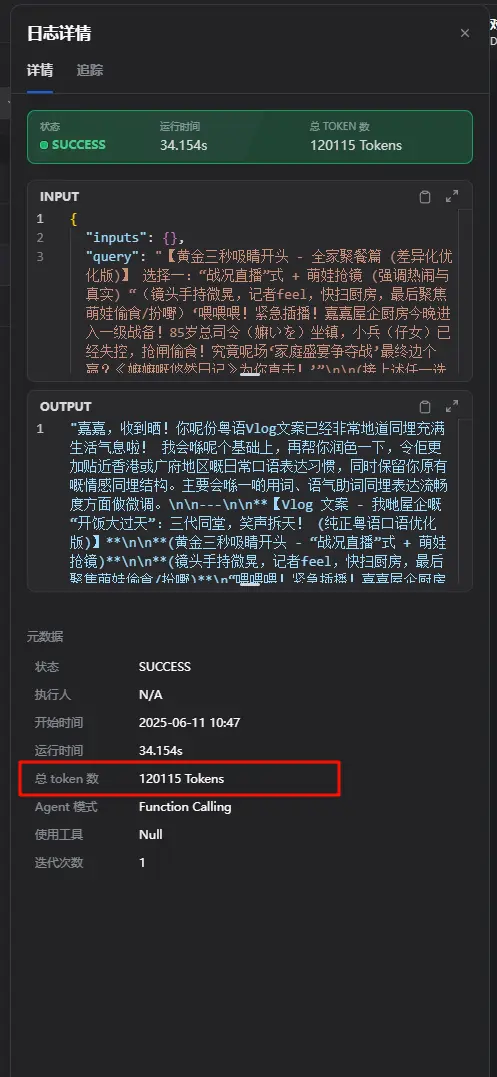 日志详情
详情 追踪
状态 运行时间 总 TOKEN 数
SUCCESS 34.154s 120115 Tokens
INPUT
1 {
2 "inputs": {},
3 "query": "【黄金三秒吸睛开头 - 全家聚餐篇 (差异化优
化版)】 选择一: “战况直播”式 + 萌娃抢镜 (强调热闹与
真实) “（镜头手持微晃，记者feel，快扫厨房，最后聚焦
萌娃偷食/扮嘢）‘喂喂喂！紧急插播！嘉嘉屋企厨房今晚进
入一级战备！85岁总司令（嫲いを）坐镇，小兵（仔女）已
经失控，抢闸偷食！究竟呢场‘家庭盛宴争夺战’最终边个
赢？《嫲嫲嘅悠然日记》为你直击！’”\n\n(接上述任一选
OUTPUT
1 "嘉嘉，收到晒！你呢份粤语Vlog文案已经非常地道同埋充满
生活气息啦！ 我会喺呢个基础上，再帮你润色一下，令佢更
加贴近香港或广府地区嘅日常口语表达习惯，同时保留你原有
嘅情感同埋结构。主要会喺一啲用词、语气助词同埋表达流畅
度方面做微调。\n\n---\n\n**【Vlog 文案 - 我哋屋企嘅
“开饭大过天”：三代同堂，笑声拆天！ (纯正粤语口语优化
版)】**\n\n**(黄金三秒吸睛开头 - “战况直播”式 + 萌娃
抢镜)**\n\n**(镜头手持微晃，记者feel，快扫厨房，最后
聚焦萌娃偷食/扮嘢)**\n“喂喂喂！紧急插播！嘉嘉屋企厨房
元数据
状态 SUCCESS
执行人 N/A
开始时间 2025-06-11 10:47
运行时间 34.154s
总 token 数 120115 Tokens
Agent 模式 Function Calling
使用工具 Null
迭代次数 1